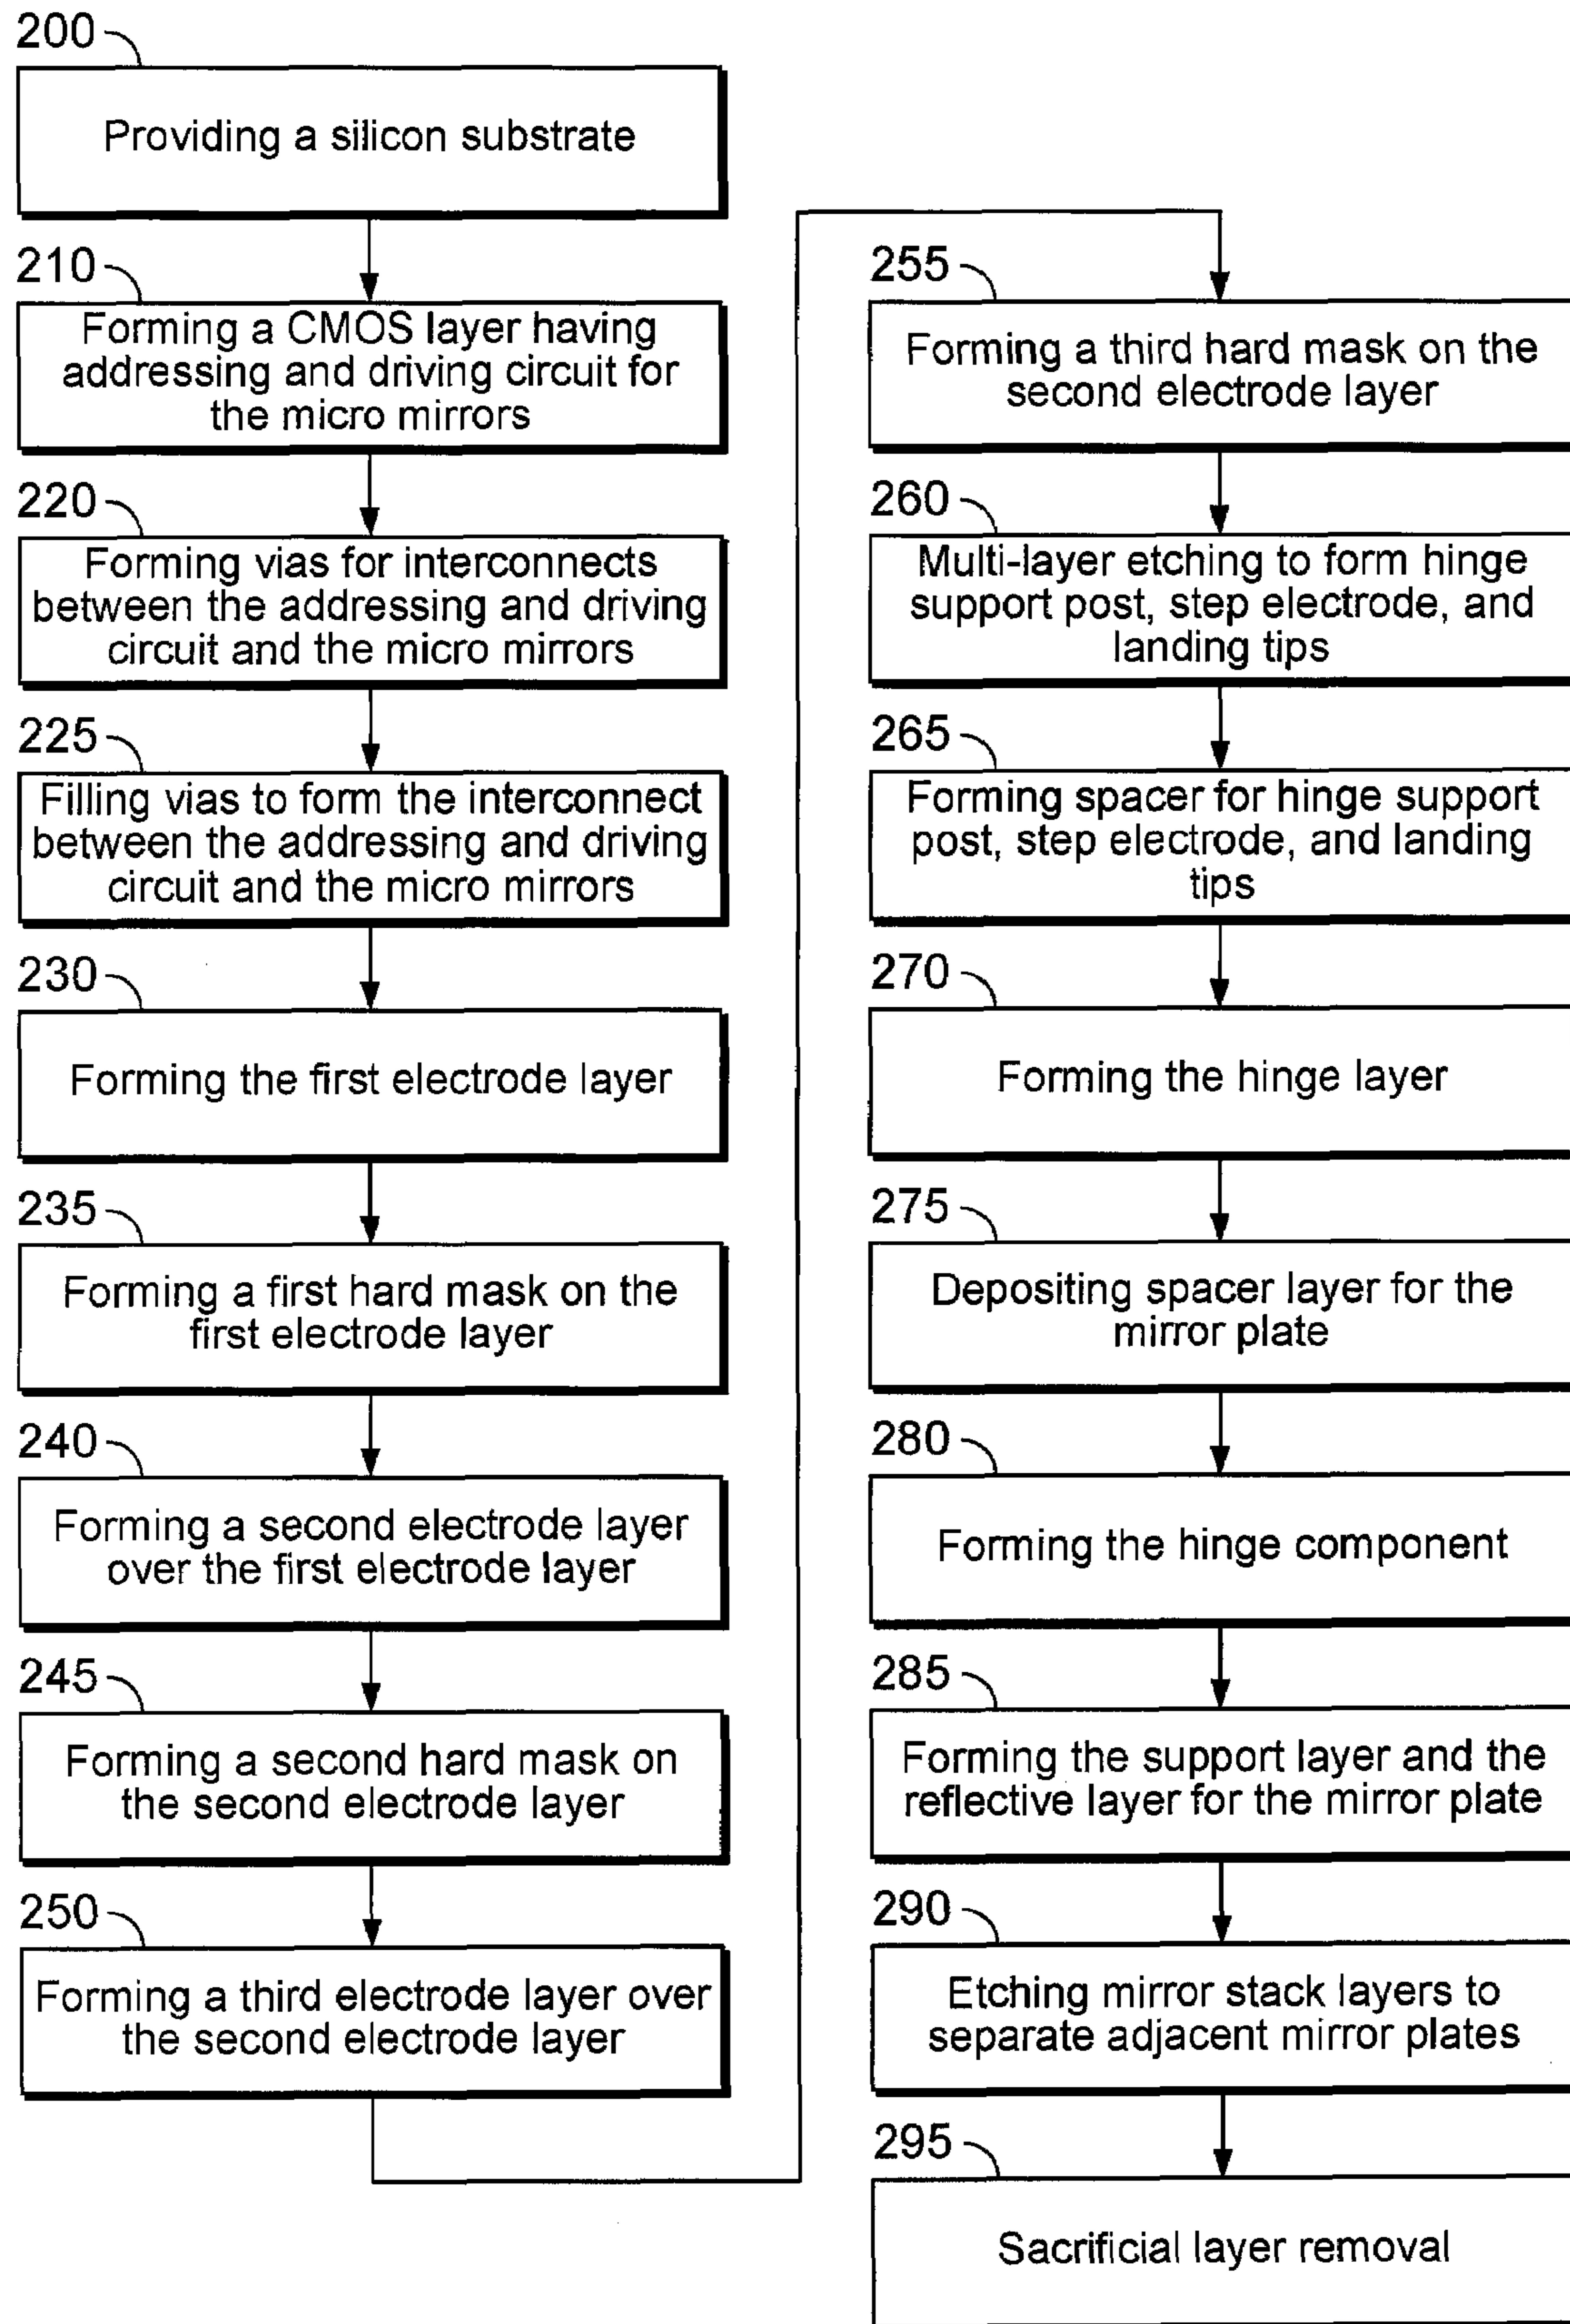 200
Providing a silicon substrate
210
Forming a CMOS layer having
addressing and driving circuit for
the micro mirrors
220
Forming vias for interconnects
between the addressing and driving
circuit and the micro mirrors
225
Filling vias to form the interconnect
between the addressing and driving
circuit and the micro mirrors
230
Forming the first electrode layer
235
Forming a first hard mask on the
first electrode layer
240
Forming a second electrode layer
over the first electrode layer
245
Forming a second hard mask on
the second electrode layer
250
Forming a third electrode layer over
the second electrode layer
255
Forming a third hard mask on the
second electrode layer
260
Multi-layer etching to form hinge
support post, step electrode, and
landing tips
265
Forming spacer for hinge support
post, step electrode, and landing
tips
270
Forming the hinge layer
275
Depositing spacer layer for the
mirror plate
280
Forming the hinge component
285
Forming the support layer and the
reflective layer for the mirror plate
290
Etching mirror stack layers to
separate adjacent mirror plates
295
Sacrificial layer removal